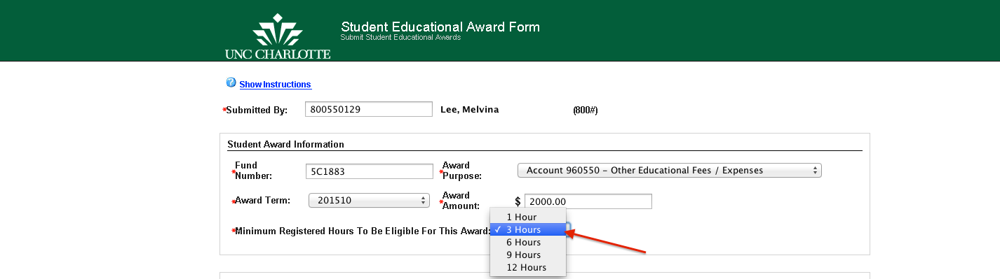 Student Educational Award Form
Submit Student Educational Awards
UNC CHARLOTTE
? Show Instructions
*Submitted By: 800550129 Lee, Melvina (800#)
Student Award Information
*Fund Number: 5C1883 *Award Purpose: Account 960550 - Other Educational Fees / Expenses
*Award Term: 201510 *Award Amount: $ 2000.00
*Minimum Registered Hours To Be Eligible For This Award:
1 Hour
✓ 3 Hours
6 Hours
9 Hours
12 Hours